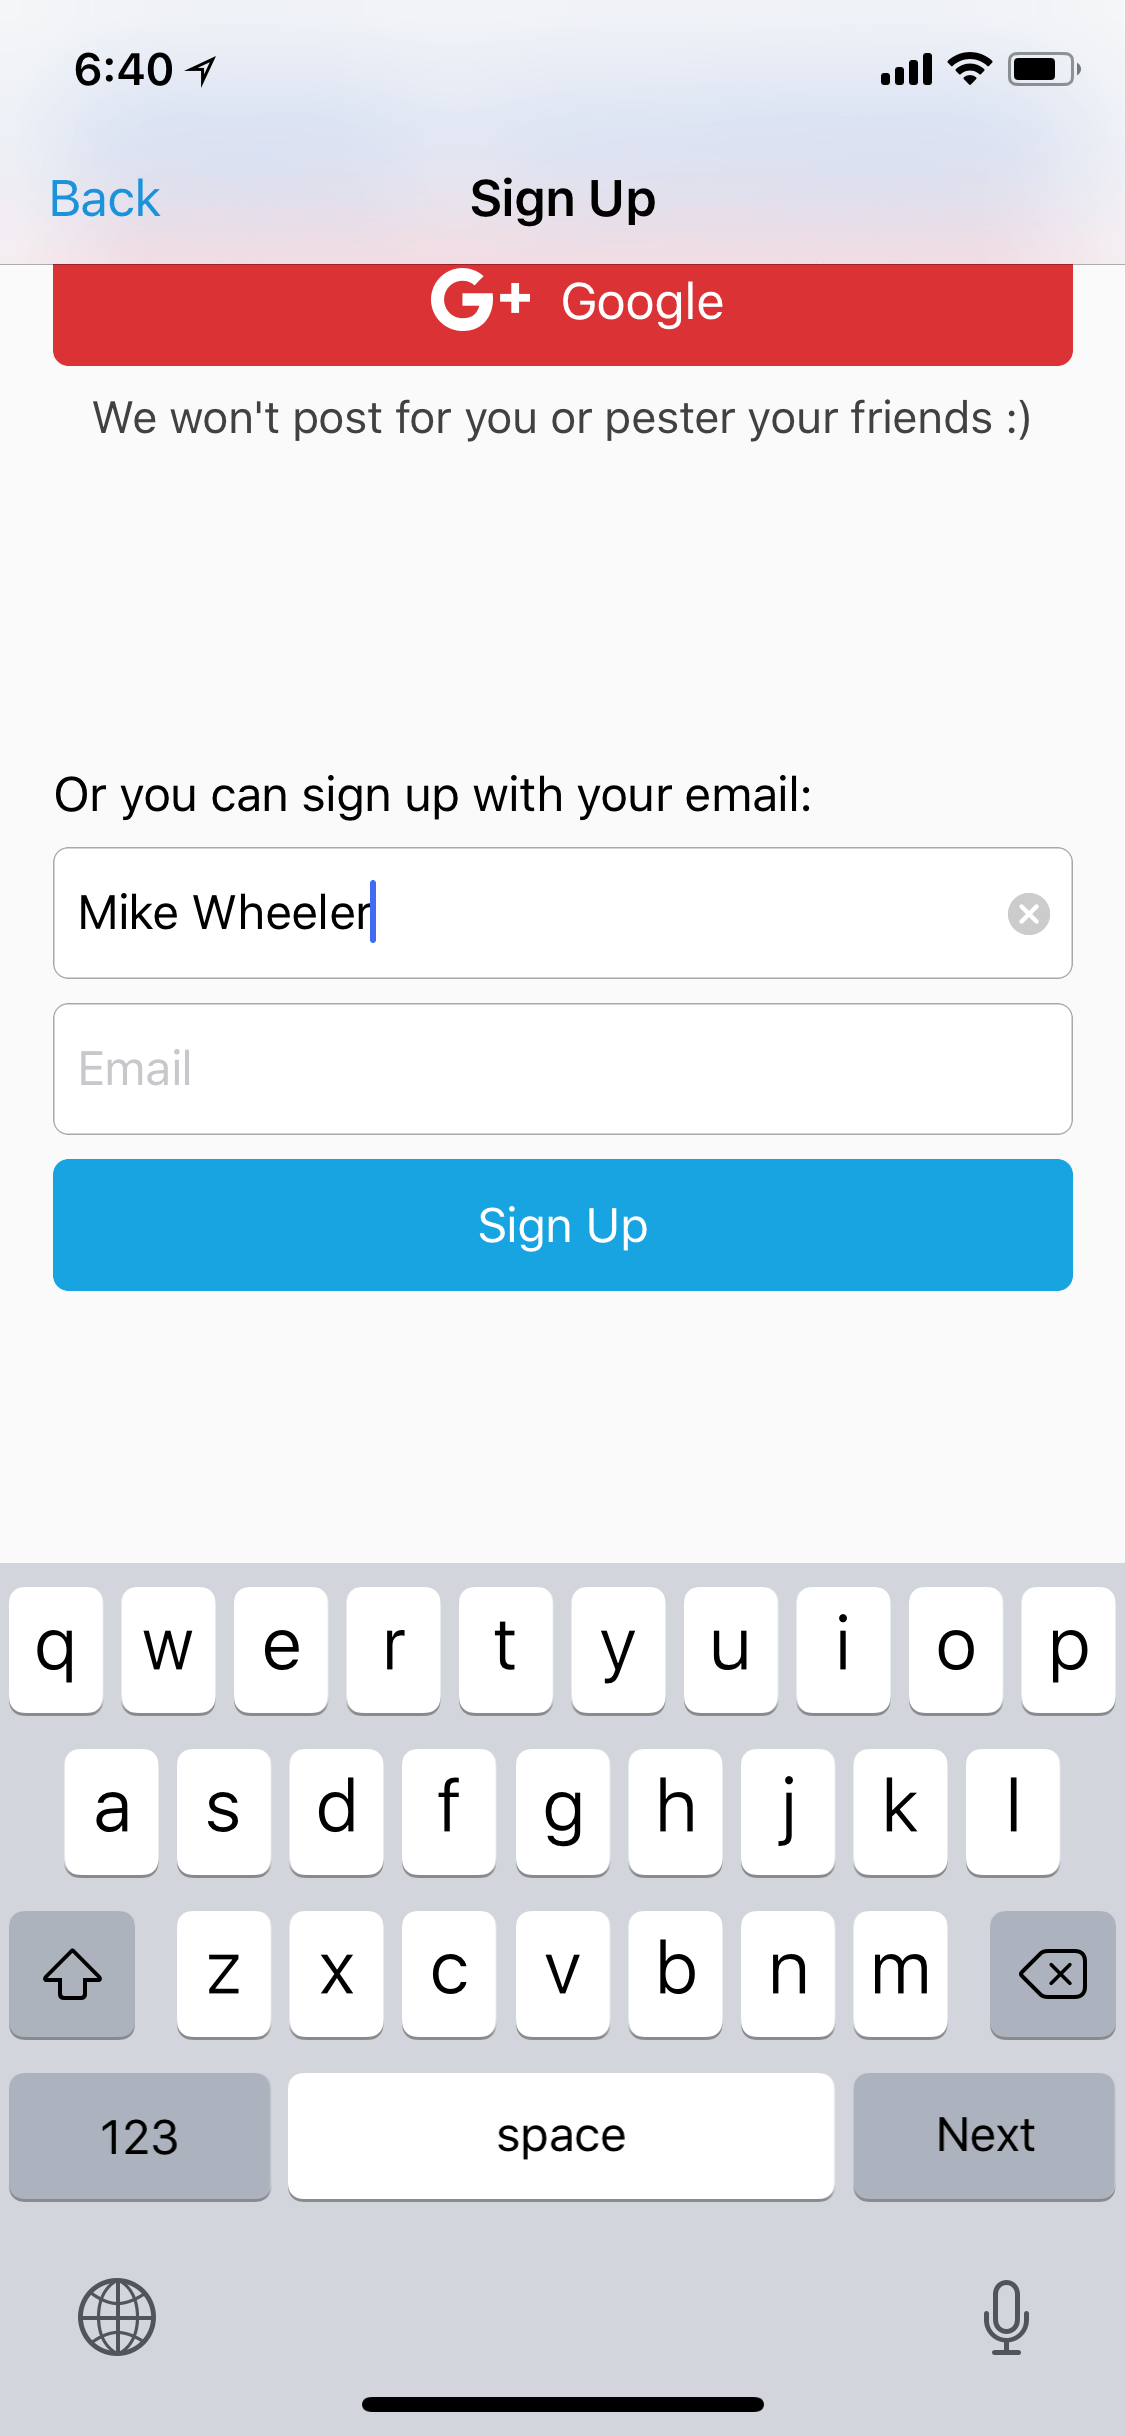 6:40
Back
Sign Up
G+ Google
We won't post for you or pester your friends :)
Or you can sign up with your email:
Mike Wheeler
Email
Sign Up
q w e r t y u i o p
a s d f g h j k l
z x c v b n m
123 space Next